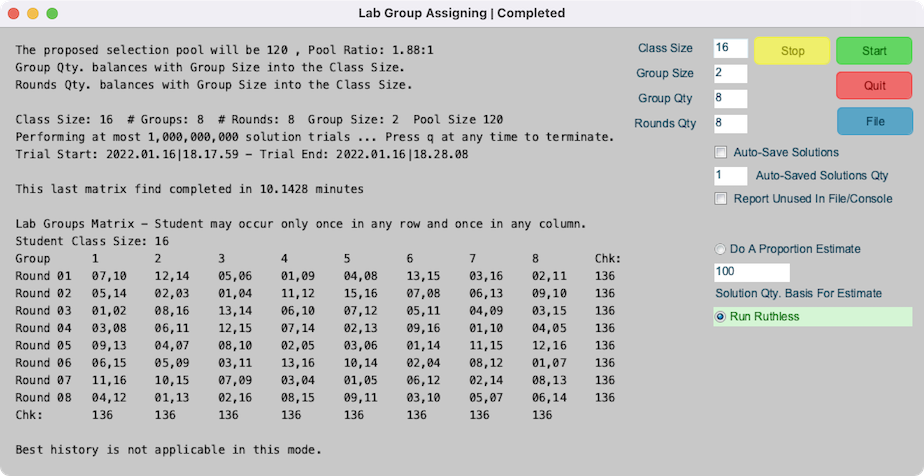 Lab Group Assigning | Completed
The proposed selection pool will be 120 , Pool Ratio: 1.88:1
Group Qty. balances with Group Size into the Class Size.
Rounds Qty. balances with Group Size into the Class Size.
Class Size: 16 # Groups: 8 # Rounds: 8 Group Size: 2 Pool Size 120
Performing at most 1,000,000,000 solution trials ... Press q at any time to terminate.
Trial Start: 2022.01.16|18.17.59 – Trial End: 2022.01.16|18.28.08
This last matrix find completed in 10.1428 minutes
Lab Groups Matrix – Student may occur only once in any row and once in any column.
Student Class Size: 16
Group 1 2 3 4 5 6 7 8 Chk:
Round 01 07,10 12,14 05,06 01,09 04,08 13,15 03,16 02,11 136
Round 02 05,14 02,03 01,04 11,12 15,16 07,08 06,13 09,10 136
Round 03 01,02 08,16 13,14 06,10 07,12 05,11 04,09 03,15 136
Round 04 03,08 06,11 12,15 07,14 02,13 09,16 01,10 04,05 136
Round 05 09,13 04,07 08,10 02,05 03,06 01,14 11,15 12,16 136
Round 06 06,15 05,09 03,11 13,16 10,14 02,04 08,12 01,07 136
Round 07 11,16 10,15 07,09 03,04 01,05 06,12 02,14 08,13 136
Round 08 04,12 01,13 02,16 08,15 09,11 03,10 05,07 06,14 136
Chk: 136 136 136 136 136 136 136 136
Best history is not applicable in this mode.
Class Size 16 Stop Start
Group Size 2
Quit
Group Qty 8
Rounds Qty 8 File
Auto-Save Solutions
1 Auto-Saved Solutions Qty
Report Unused In File/Console
Do A Proportion Estimate
100
Solution Qty. Basis For Estimate
Run Ruthless